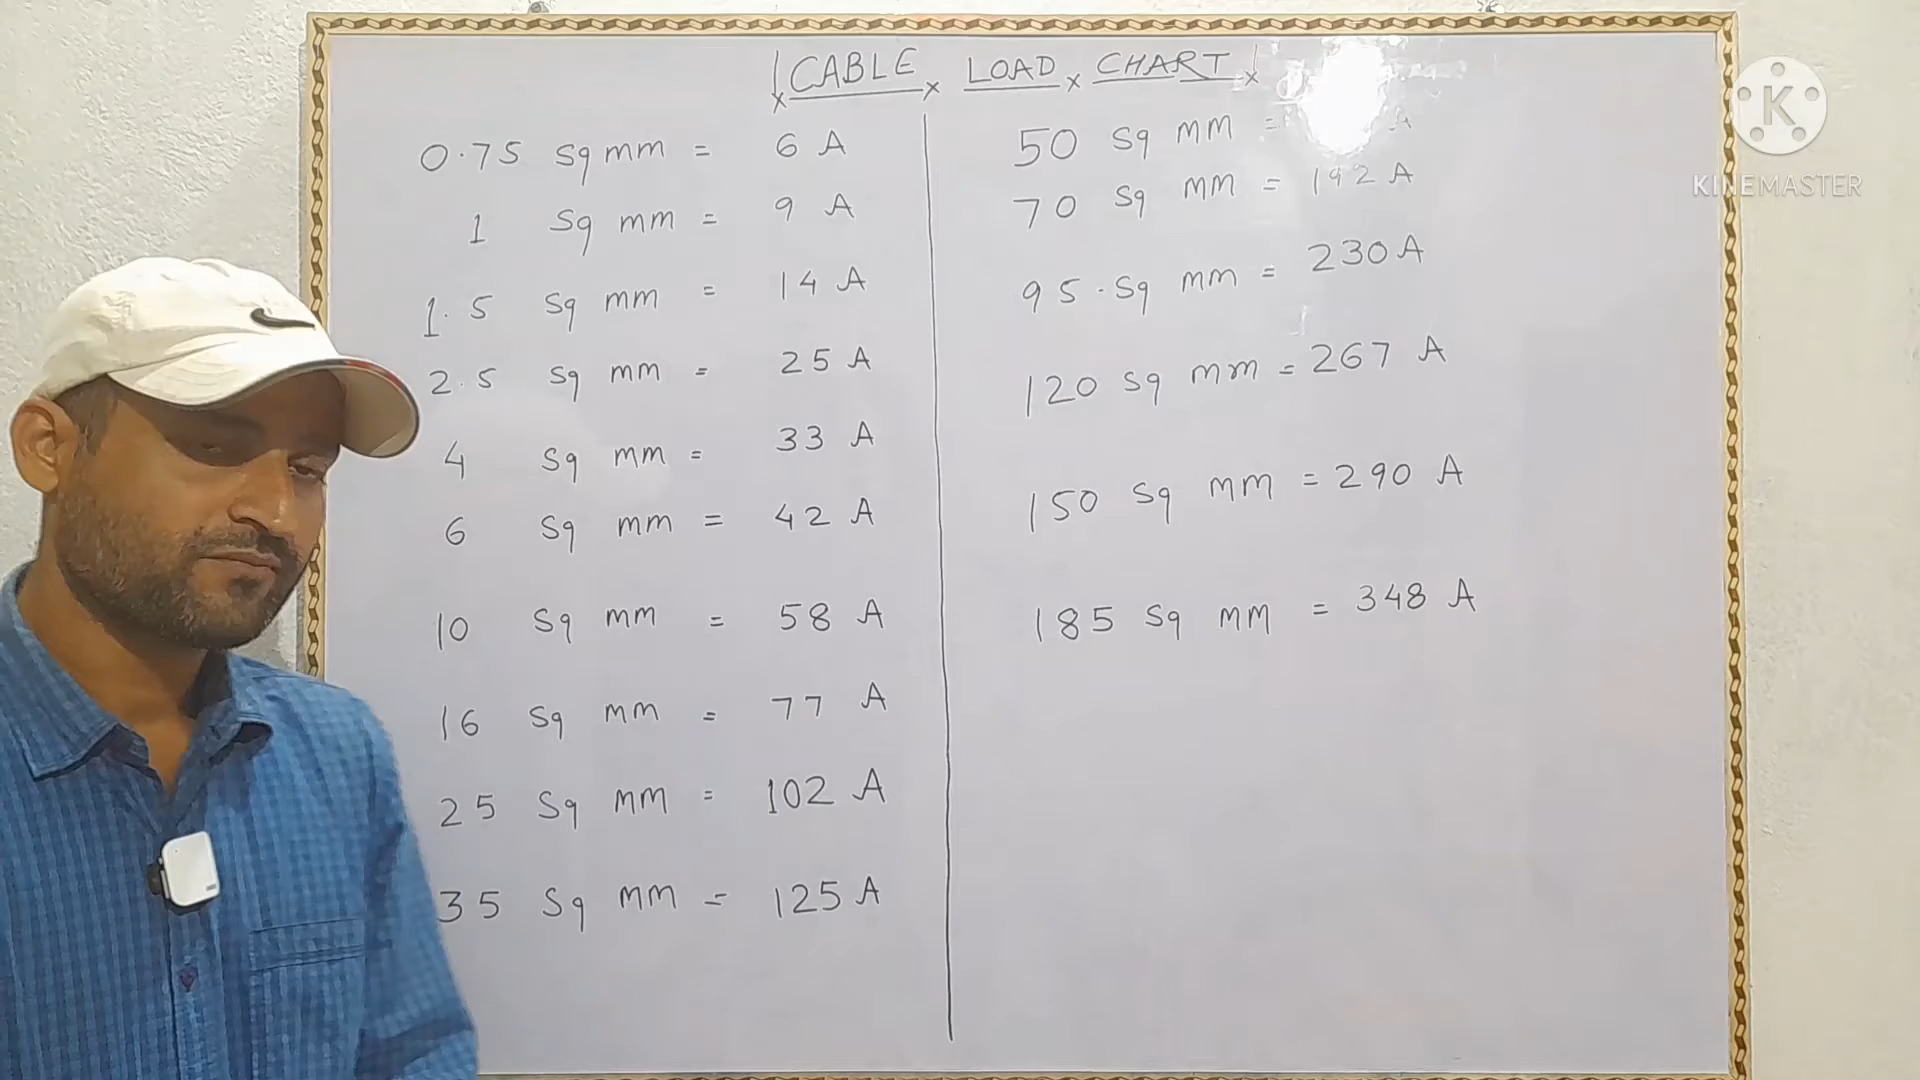 CABLE LOAD CHART
0.75 Sq mm = 6 A
1 Sq mm = 9 A
1.5 Sq mm = 14 A
2.5 Sq mm = 25 A
4 Sq mm = 33 A
6 Sq mm = 42 A
10 Sq mm = 58 A
16 Sq mm = 77 A
25 Sq mm = 102 A
35 Sq mm = 125 A
50 Sq mm = A
70 Sq mm = 192 A
95 Sq mm = 230 A
120 Sq mm = 267 A
150 Sq mm = 290 A
185 Sq mm = 348 A
K
KINEMASTER